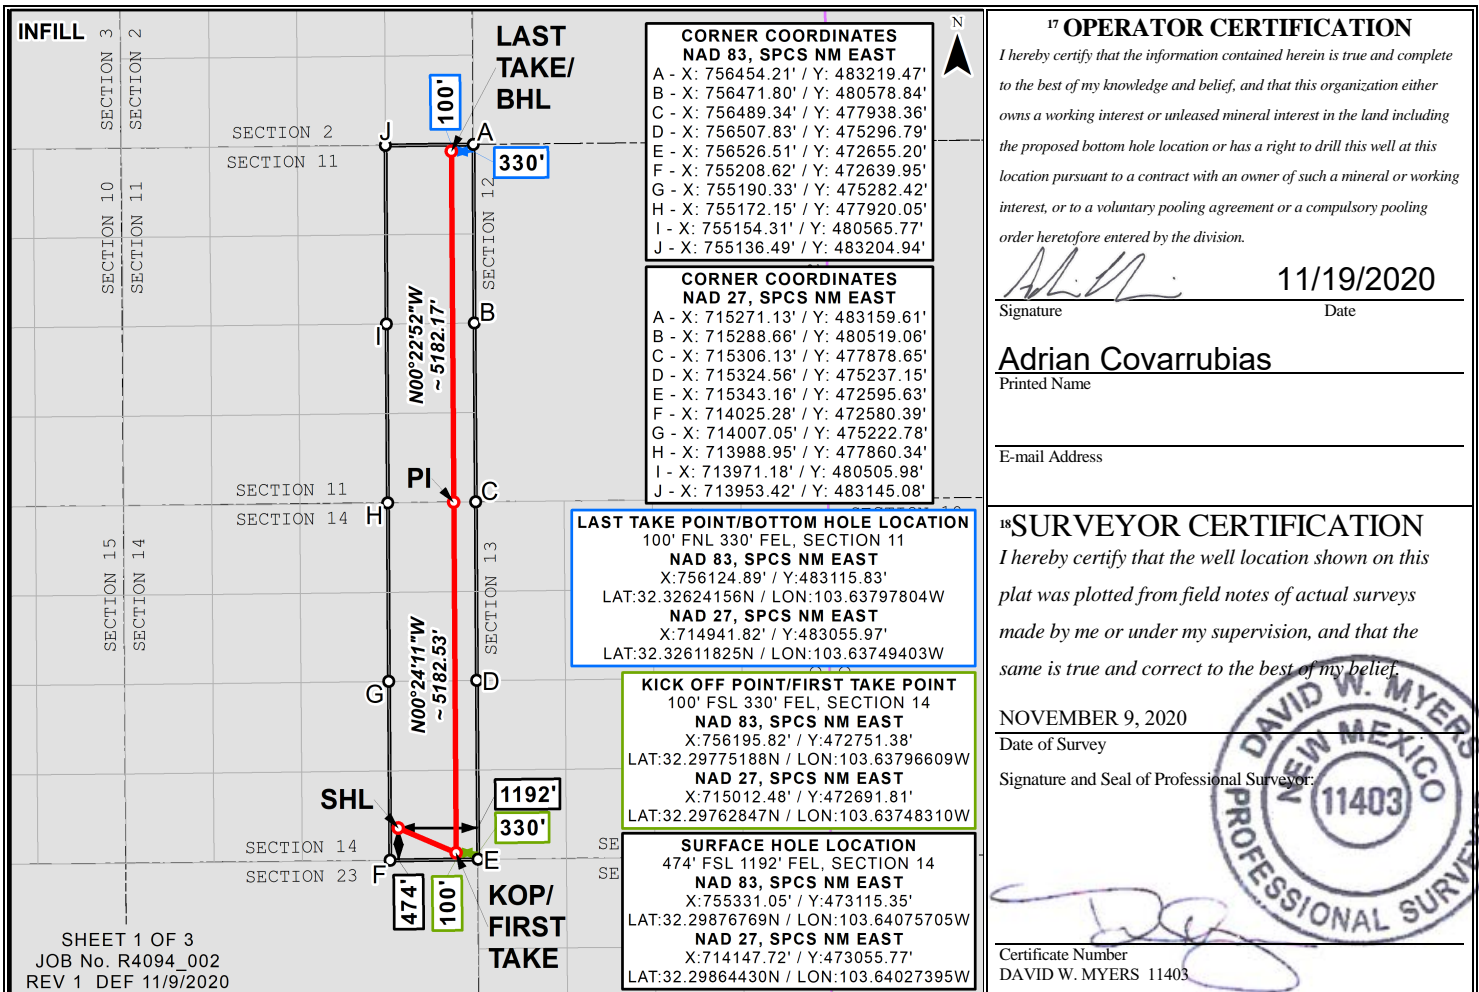 INFILL
SECTION 3
SECTION 2
LAST
TAKE/
BHL
100'
SECTION 2
J
A
SECTION 11
330'
SECTION 10
SECTION 11
SECTION 12
N00°22'52"W
~ 5182.17'
B
I
PI
SECTION 11
C
H
SECTION 14
SECTION 15
SECTION 14
SECTION 13
N00°24'11"W
~ 5182.53'
G
D
SHL
1192'
330'
SECTION 14
F
E
SECTION 23
474'
100'
KOP/
FIRST
TAKE
SE
SE
SHEET 1 OF 3
JOB No. R4094_002
REV 1 DEF 11/9/2020
N
CORNER COORDINATES
NAD 83, SPCS NM EAST
A - X: 756454.21' / Y: 483219.47'
B - X: 756471.80' / Y: 480578.84'
C - X: 756489.34' / Y: 477938.36'
D - X: 756507.83' / Y: 475296.79'
E - X: 756526.51' / Y: 472655.20'
F - X: 755208.62' / Y: 472639.95'
G - X: 755190.33' / Y: 475282.42'
H - X: 755172.15' / Y: 477920.05'
I - X: 755154.31' / Y: 480565.77'
J - X: 755136.49' / Y: 483204.94'
CORNER COORDINATES
NAD 27, SPCS NM EAST
A - X: 715271.13' / Y: 483159.61'
B - X: 715288.66' / Y: 480519.06'
C - X: 715306.13' / Y: 477878.65'
D - X: 715324.56' / Y: 475237.15'
E - X: 715343.16' / Y: 472595.63'
F - X: 714025.28' / Y: 472580.39'
G - X: 714007.05' / Y: 475222.78'
H - X: 713988.95' / Y: 477860.34'
I - X: 713971.18' / Y: 480505.98'
J - X: 713953.42' / Y: 483145.08'
LAST TAKE POINT/BOTTOM HOLE LOCATION
100' FNL 330' FEL, SECTION 11
NAD 83, SPCS NM EAST
X:756124.89' / Y:483115.83'
LAT:32.32624156N / LON:103.63797804W
NAD 27, SPCS NM EAST
X:714941.82' / Y:483055.97'
LAT:32.32611825N / LON:103.63749403W
KICK OFF POINT/FIRST TAKE POINT
100' FSL 330' FEL, SECTION 14
NAD 83, SPCS NM EAST
X:756195.82' / Y:472751.38'
LAT:32.29775188N / LON:103.63796609W
NAD 27, SPCS NM EAST
X:715012.48' / Y:472691.81'
LAT:32.29762847N / LON:103.63748310W
SURFACE HOLE LOCATION
474' FSL 1192' FEL, SECTION 14
NAD 83, SPCS NM EAST
X:755331.05' / Y:473115.35'
LAT:32.29876769N / LON:103.64075705W
NAD 27, SPCS NM EAST
X:714147.72' / Y:473055.77'
LAT:32.29864430N / LON:103.64027395W
17 OPERATOR CERTIFICATION
I hereby certify that the information contained herein is true and complete
to the best of my knowledge and belief, and that this organization either
owns a working interest or unleased mineral interest in the land including
the proposed bottom hole location or has a right to drill this well at this
location pursuant to a contract with an owner of such a mineral or working
interest, or to a voluntary pooling agreement or a compulsory pooling
order heretofore entered by the division.
11/19/2020
Signature Date
Adrian Covarrubias
Printed Name
E-mail Address
18 SURVEYOR CERTIFICATION
I hereby certify that the well location shown on this
plat was plotted from field notes of actual surveys
made by me or under my supervision, and that the
same is true and correct to the best of my belief.
NOVEMBER 9, 2020
Date of Survey
Signature and Seal of Professional Surveyor:
DAVID W. MYERS
NEW MEXICO
11403
PROFESSIONAL SURVEYOR
Certificate Number
DAVID W. MYERS 11403